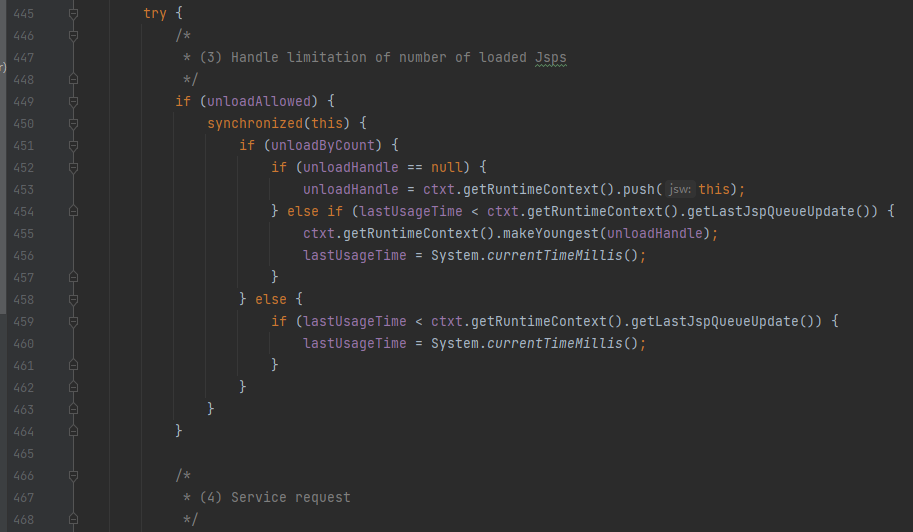 445 try {
446 /*
447 * (3) Handle limitation of number of loaded Jsps
448 */
449 if (unloadAllowed) {
450 synchronized(this) {
451 if (unloadByCount) {
452 if (unloadHandle == null) {
453 unloadHandle = ctxt.getRuntimeContext().push( jsw: this);
454 } else if (lastUsageTime < ctxt.getRuntimeContext().getLastJspQueueUpdate()) {
455 ctxt.getRuntimeContext().makeYoungest(unloadHandle);
456 lastUsageTime = System.currentTimeMillis();
457 }
458 } else {
459 if (lastUsageTime < ctxt.getRuntimeContext().getLastJspQueueUpdate()) {
460 lastUsageTime = System.currentTimeMillis();
461 }
462 }
463 }
464 }
465
466 /*
467 * (4) Service request
468 */